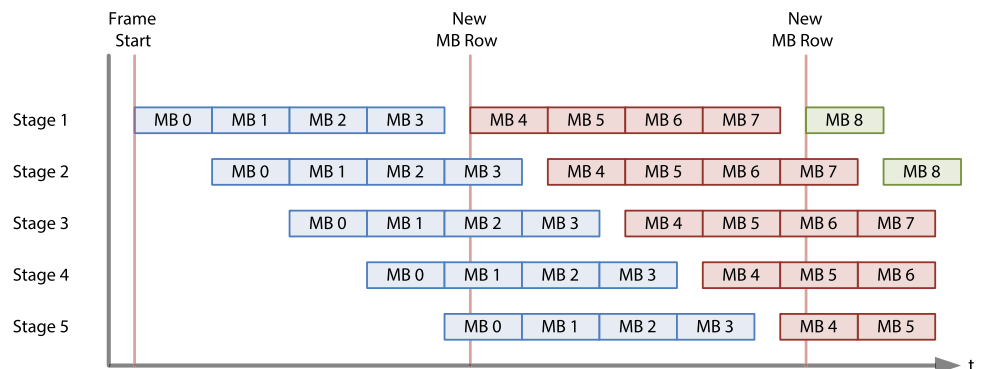 Frame
Start
New
MB Row
New
MB Row
Stage 1
MB 0 MB 1 MB 2 MB 3 MB 4 MB 5 MB 6 MB 7 MB 8
Stage 2
MB 0 MB 1 MB 2 MB 3 MB 4 MB 5 MB 6 MB 7 MB 8
Stage 3
MB 0 MB 1 MB 2 MB 3 MB 4 MB 5 MB 6 MB 7
Stage 4
MB 0 MB 1 MB 2 MB 3 MB 4 MB 5 MB 6
Stage 5
MB 0 MB 1 MB 2 MB 3 MB 4 MB 5
t